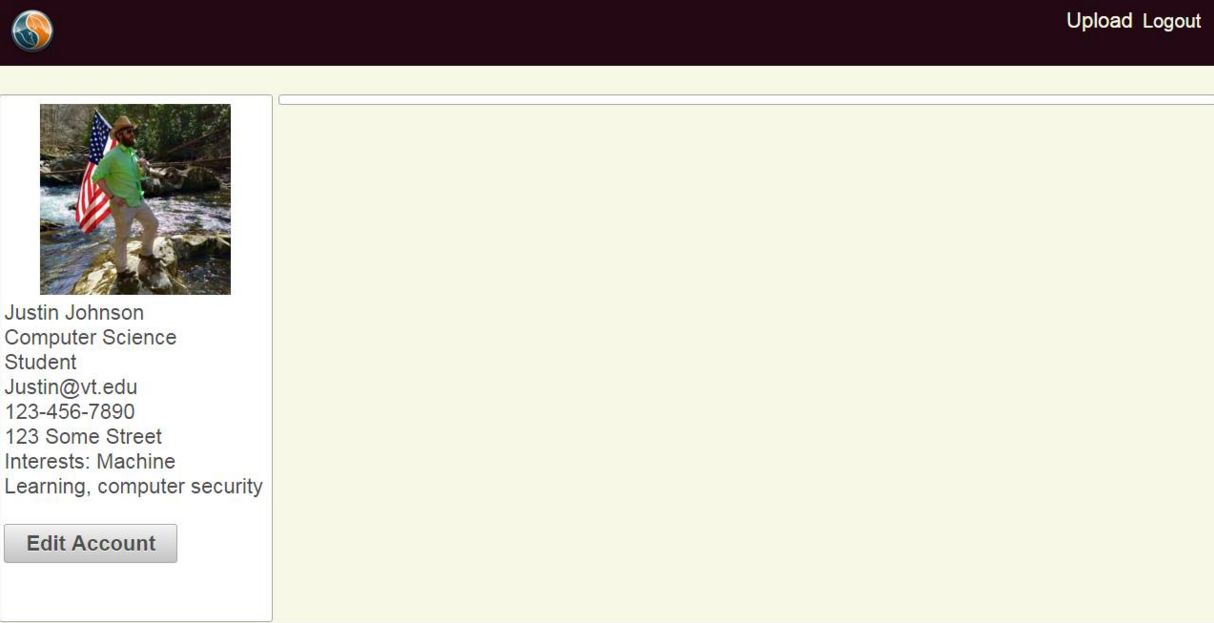 Upload Logout
Justin Johnson
Computer Science
Student
Justin@vt.edu
123-456-7890
123 Some Street
Interests: Machine
Learning, computer security
Edit Account